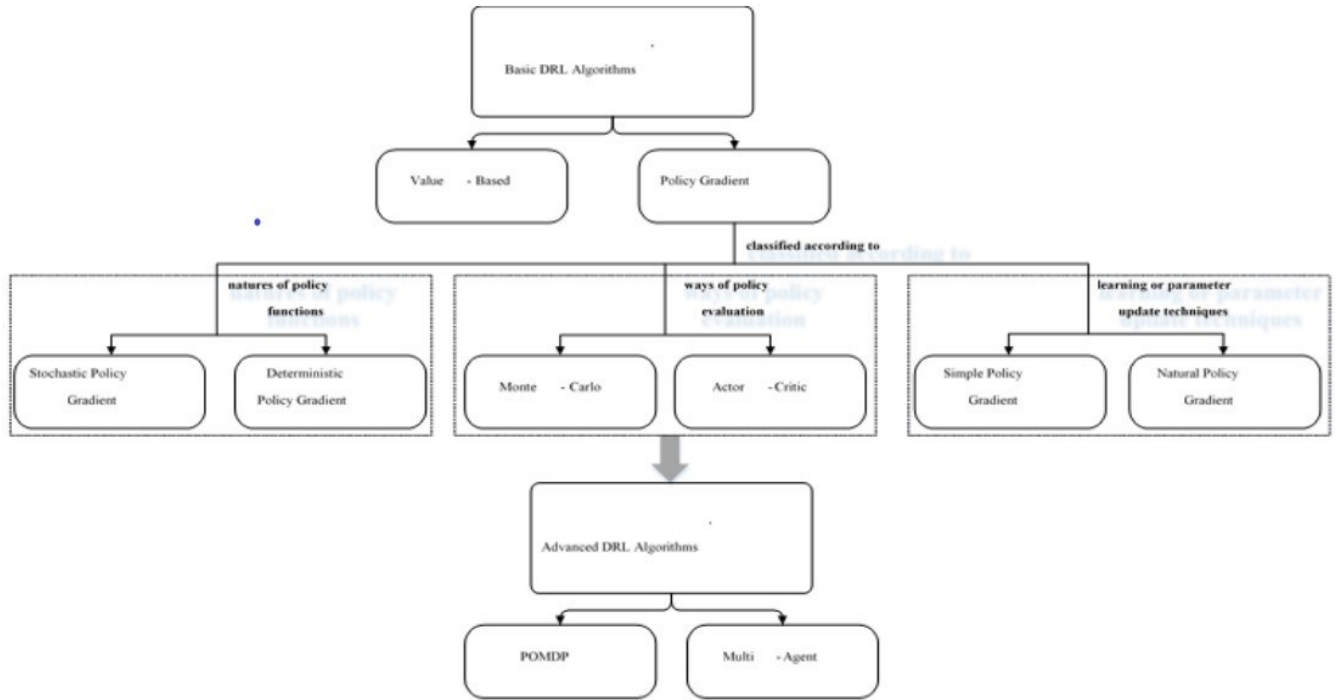 Basic DRL Algorithms
Value - Based
Policy Gradient
classified according to
natures of policy
functions
ways of policy
evaluation
learning or parameter
update techniques
Stochastic Policy
Gradient
Deterministic
Policy Gradient
Monte - Carlo
Actor - Critic
Simple Policy
Gradient
Natural Policy
Gradient
Advanced DRL Algorithms
POMDP
Multi - Agent